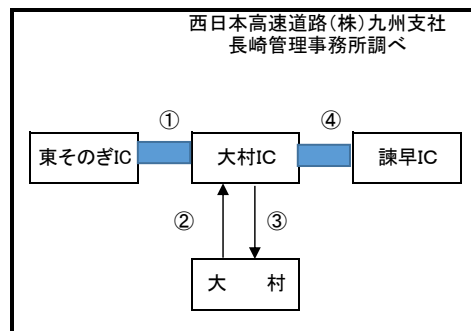 西日本高速道路(株)九州支社
長崎管理事務所調べ
① ④
東そのぎIC 大村IC 諫早IC
② ③
大　　村